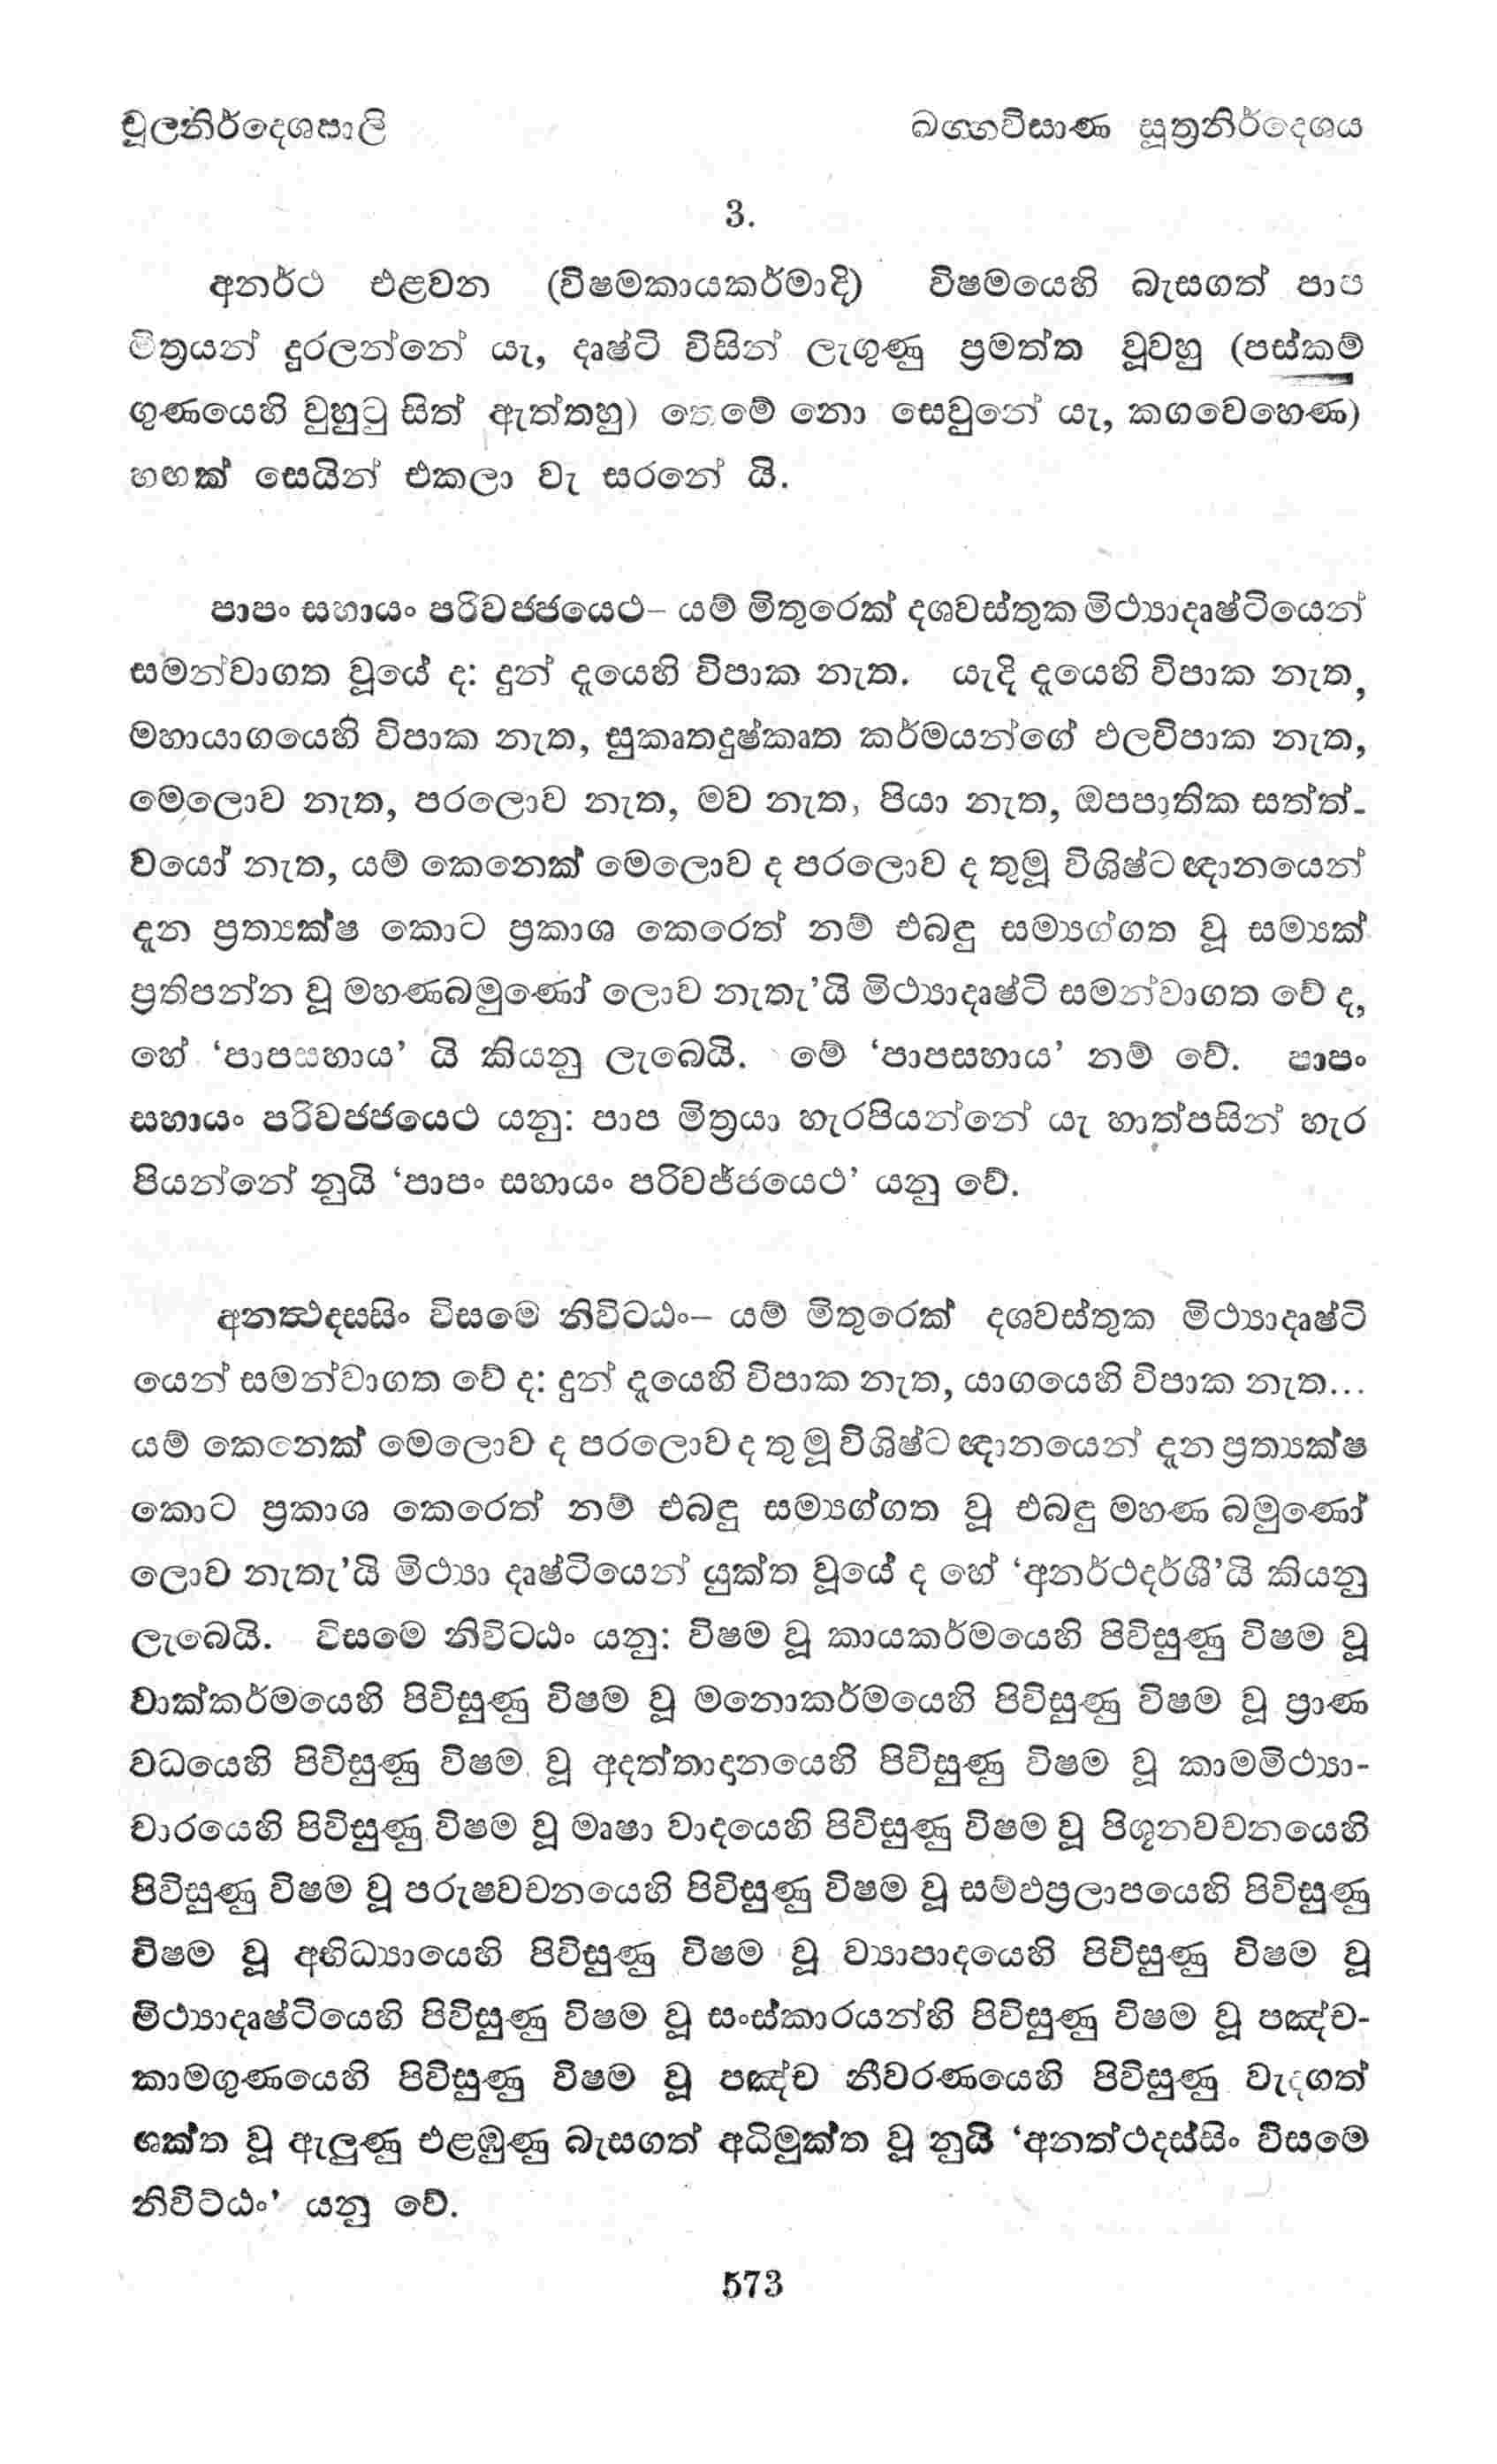 චූලනිර්දෙශපාලි ඛග්ගවිසාණ සූත්‍රනිර්දෙශය
3.
අනර්ථ එළවන (විෂමකායකර්මාදි) විෂමයෙහි බැසගත් පාප
මිත්‍රයන් දුරලන්නේ යැ, දෘෂ්ටි විසින් ලැගුණු ප්‍රමත්ත වූවහු (පස්කම්
ගුණයෙහි වුහුටු සිත් ඇත්තහු) තෙමේ නො සෙවුනේ යැ, කගවෙහෙණ)
හඟක් සෙයින් එකලා වැ සරනේ යි.
පාපං සහායං පරිවජ්ජයෙථ– යම් මිතුරෙක් දශවස්තුක මිථ්‍යාදෘෂ්ටියෙන්
සමන්වාගත වූයේ ද: දුන් දෑයෙහි විපාක නැත. යැදි දෑයෙහි විපාක නැත,
මහායාගයෙහි විපාක නැත, සුකෘතදුෂ්කෘත කර්මයන්ගේ ඵලවිපාක නැත,
මෙලොව නැත, පරලොව නැත, මව නැත, පියා නැත, ඔපපාතික සත්ත්-
වයෝ නැත, යම් කෙනෙක් මෙලොව ද පරලොව ද තුමූ විශිෂ්ට ඥානයෙන්
දැන ප්‍රත්‍යක්ෂ කොට ප්‍රකාශ කෙරෙත් නම් එබඳු සම්‍යග්ගත වූ සම්‍යක්
ප්‍රතිපන්න වූ මහණබමුණෝ ලොව නැතැ’යි මිථ්‍යාදෘෂ්ටි සමන්වාගත වේ ද,
හේ ‘පාපසහාය’ යි කියනු ලැබෙයි. මේ ‘පාපසහාය’ නම් වේ. පාපං
සහායං පරිවජ්ජයෙථ යනු: පාප මිත්‍රයා හැරපියන්නේ යැ හාත්පසින් හැර
පියන්නේ නුයි ‘පාපං සහායං පරිවජ්ජයෙථ’ යනු වේ.
අනත්ථදස්සිං විසමෙ නිවිට්ඨං– යම් මිතුරෙක් දශවස්තුක මිථ්‍යාදෘෂ්ටි
යෙන් සමන්වාගත වේ ද: දුන් දෑයෙහි විපාක නැත, යාගයෙහි විපාක නැත...
යම් කෙනෙක් මෙලොව ද පරලොව ද තුමූ විශිෂ්ට ඥානයෙන් දැන ප්‍රත්‍යක්ෂ
කොට ප්‍රකාශ කෙරෙත් නම් එබඳු සම්‍යග්ගත වූ එබඳු මහණ බමුණෝ
ලොව නැතැ’යි මිථ්‍යා දෘෂ්ටියෙන් යුක්ත වූයේ ද හේ ‘අනර්ථදර්ශී’යි කියනු
ලැබෙයි. විසමෙ නිවිට්ඨං යනු: විෂම වූ කායකර්මයෙහි පිවිසුණු විෂම වූ
වාක්කර්මයෙහි පිවිසුණු විෂම වූ මනොකර්මයෙහි පිවිසුණු විෂම වූ ප්‍රාණ
වධයෙහි පිවිසුණු විෂම වූ අදත්තාදානයෙහි පිවිසුණු විෂම වූ කාමමිථ්‍යා-
චාරයෙහි පිවිසුණු විෂම වූ මෘෂා වාදයෙහි පිවිසුණු විෂම වූ පිශූනවචනයෙහි
පිවිසුණු විෂම වූ පරුෂවචනයෙහි පිවිසුණු විෂම වූ සම්ඵප්‍රලාපයෙහි පිවිසුණු
විෂම වූ අභිධ්‍යායෙහි පිවිසුණු විෂම වූ ව්‍යාපාදයෙහි පිවිසුණු විෂම වූ
මිථ්‍යාදෘෂ්ටියෙහි පිවිසුණු විෂම වූ සංස්කාරයන්හි පිවිසුණු විෂම වූ පඤ්ච-
කාමගුණයෙහි පිවිසුණු විෂම වූ පඤ්ච නීවරණයෙහි පිවිසුණු වැදගත්
ශක්ත වූ ඇලුණු එළඹුණු බැසගත් අධිමුක්ත වූ නුයි ‘අනත්ථදස්සිං විසමෙ
නිවිට්ඨං’ යනු වේ.
573